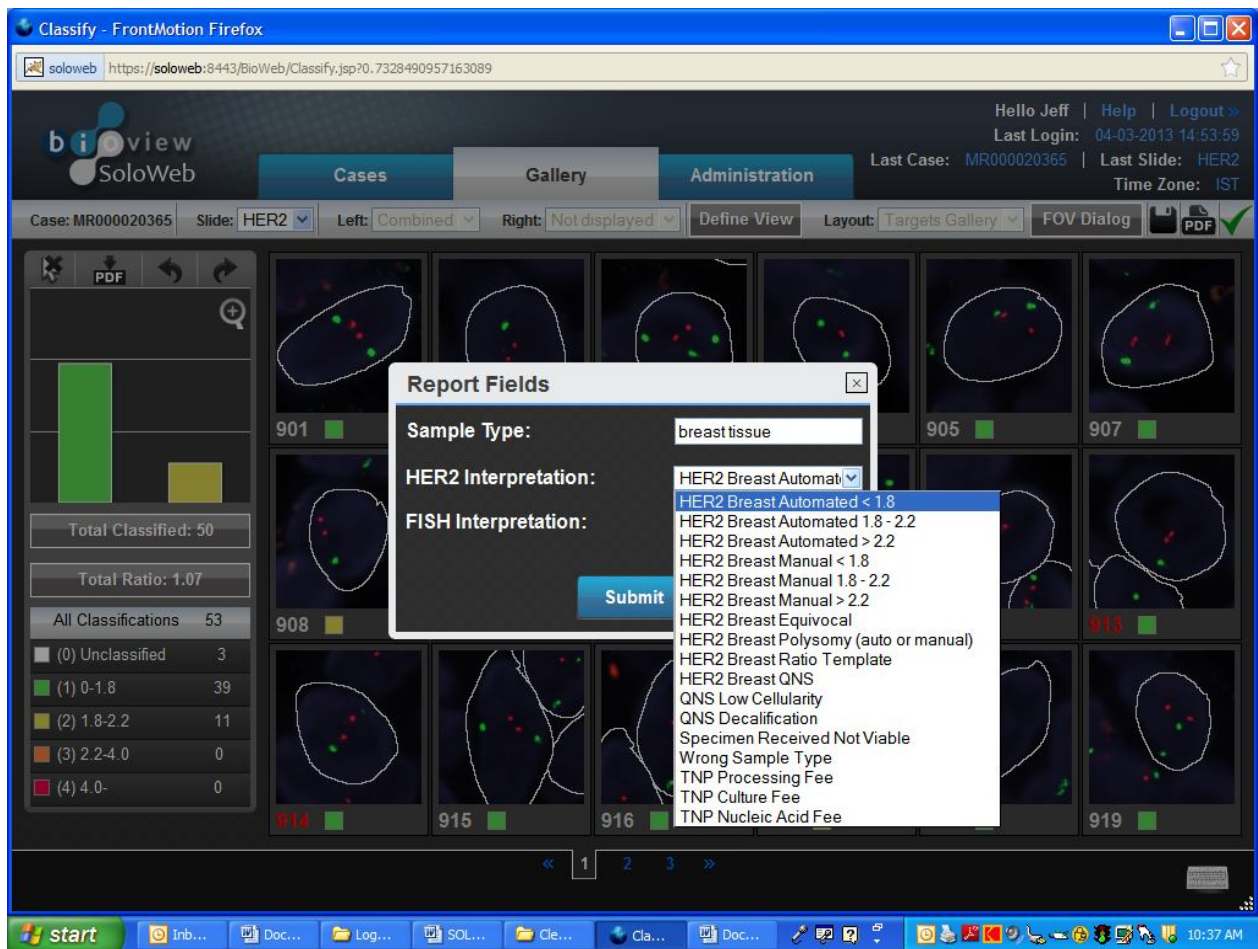 Classify - FrontMotion Firefox
soloweb https://soloweb:8443/BioWeb/Classify.jsp?0.7328490957163089
bioview
SoloWeb
Hello Jeff | Help | Logout »
Last Login: 04-03-2013 14:53:59
Last Case: MR000020365 | Last Slide: HER2
Time Zone: IST
Cases Gallery Administration
Case: MR000020365 Slide: HER2 Left: Combined Right: Not displayed Define View Layout: Targets Gallery FOV Dialog PDF
PDF
901 905 907
Total Classified: 50
Total Ratio: 1.07
All Classifications 53
(0) Unclassified 3
(1) 0-1.8 39
(2) 1.8-2.2 11
(3) 2.2-4.0 0
(4) 4.0- 0
Report Fields
Sample Type: breast tissue
HER2 Interpretation: HER2 Breast Automat
FISH Interpretation:
Submit
HER2 Breast Automated < 1.8
HER2 Breast Automated 1.8 - 2.2
HER2 Breast Automated > 2.2
HER2 Breast Manual < 1.8
HER2 Breast Manual 1.8 - 2.2
HER2 Breast Manual > 2.2
HER2 Breast Equivocal
HER2 Breast Polysomy (auto or manual)
HER2 Breast Ratio Template
HER2 Breast QNS
QNS Low Cellularity
QNS Decalification
Specimen Received Not Viable
Wrong Sample Type
TNP Processing Fee
TNP Culture Fee
TNP Nucleic Acid Fee
908 913
914 915 916 919
« 1 2 3 »
start Inb... Doc... Log... SOL... Cle... Cla... Doc... 10:37 AM